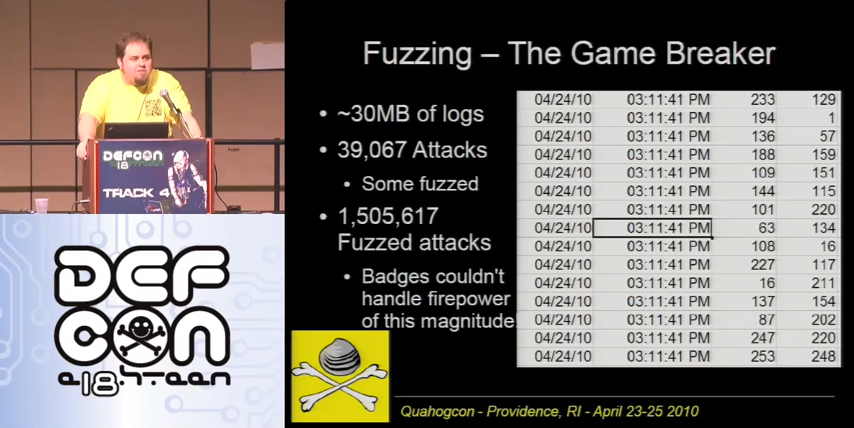 DEFCON
18
TRACK 4
DEF
CON
e18hteen
Fuzzing – The Game Breaker
• ~30MB of logs
• 39,067 Attacks
• Some fuzzed
• 1,505,617
Fuzzed attacks
• Badges couldn't
handle firepower
of this magnitude!
04/24/10 03:11:41 PM 233 129
04/24/10 03:11:41 PM 194 1
04/24/10 03:11:41 PM 136 57
04/24/10 03:11:41 PM 188 159
04/24/10 03:11:41 PM 109 151
04/24/10 03:11:41 PM 144 115
04/24/10 03:11:41 PM 101 220
04/24/10 03:11:41 PM 63 134
04/24/10 03:11:41 PM 108 16
04/24/10 03:11:41 PM 227 117
04/24/10 03:11:41 PM 16 211
04/24/10 03:11:41 PM 137 154
04/24/10 03:11:41 PM 87 202
04/24/10 03:11:41 PM 247 220
04/24/10 03:11:41 PM 253 248
Quahogcon - Providence, RI - April 23-25 2010